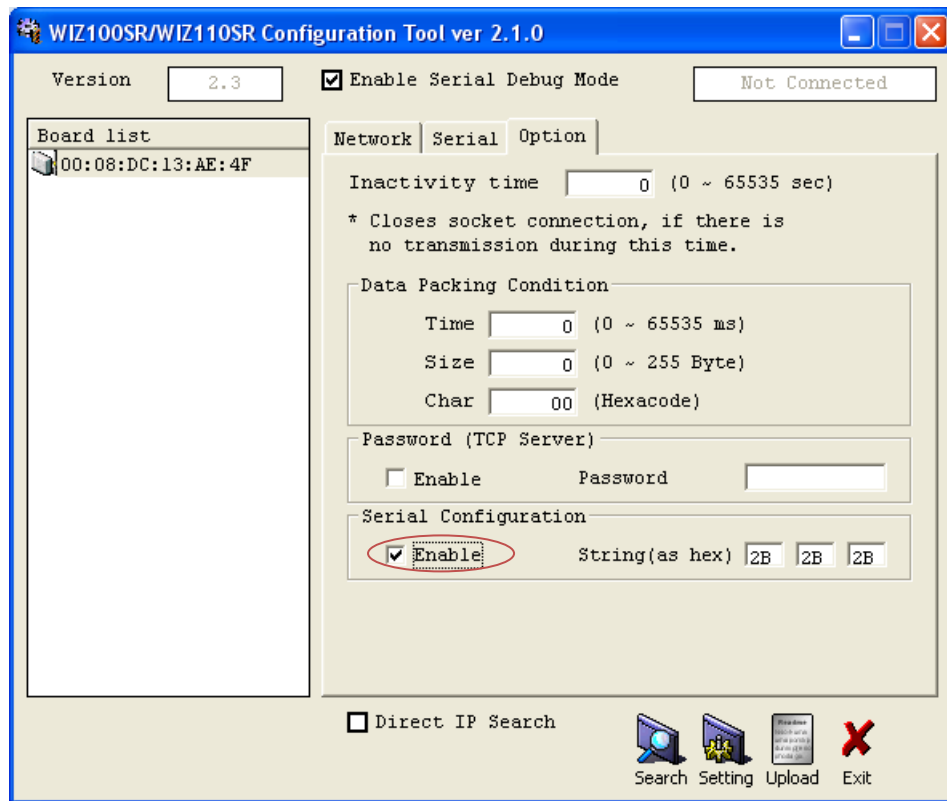 WIZ100SR/WIZ110SR Configuration Tool ver 2.1.0
Version 2.3 Enable Serial Debug Mode Not Connected
Board list
00:08:DC:13:AE:4F
Network Serial Option
Inactivity time 0 (0 ~ 65535 sec)
* Closes socket connection, if there is
no transmission during this time.
Data Packing Condition
Time 0 (0 ~ 65535 ms)
Size 0 (0 ~ 255 Byte)
Char 00 (Hexacode)
Password (TCP Server)
Enable Password
Serial Configuration
Enable String(as hex) 2B 2B 2B
Direct IP Search
Readme
Search Setting Upload Exit